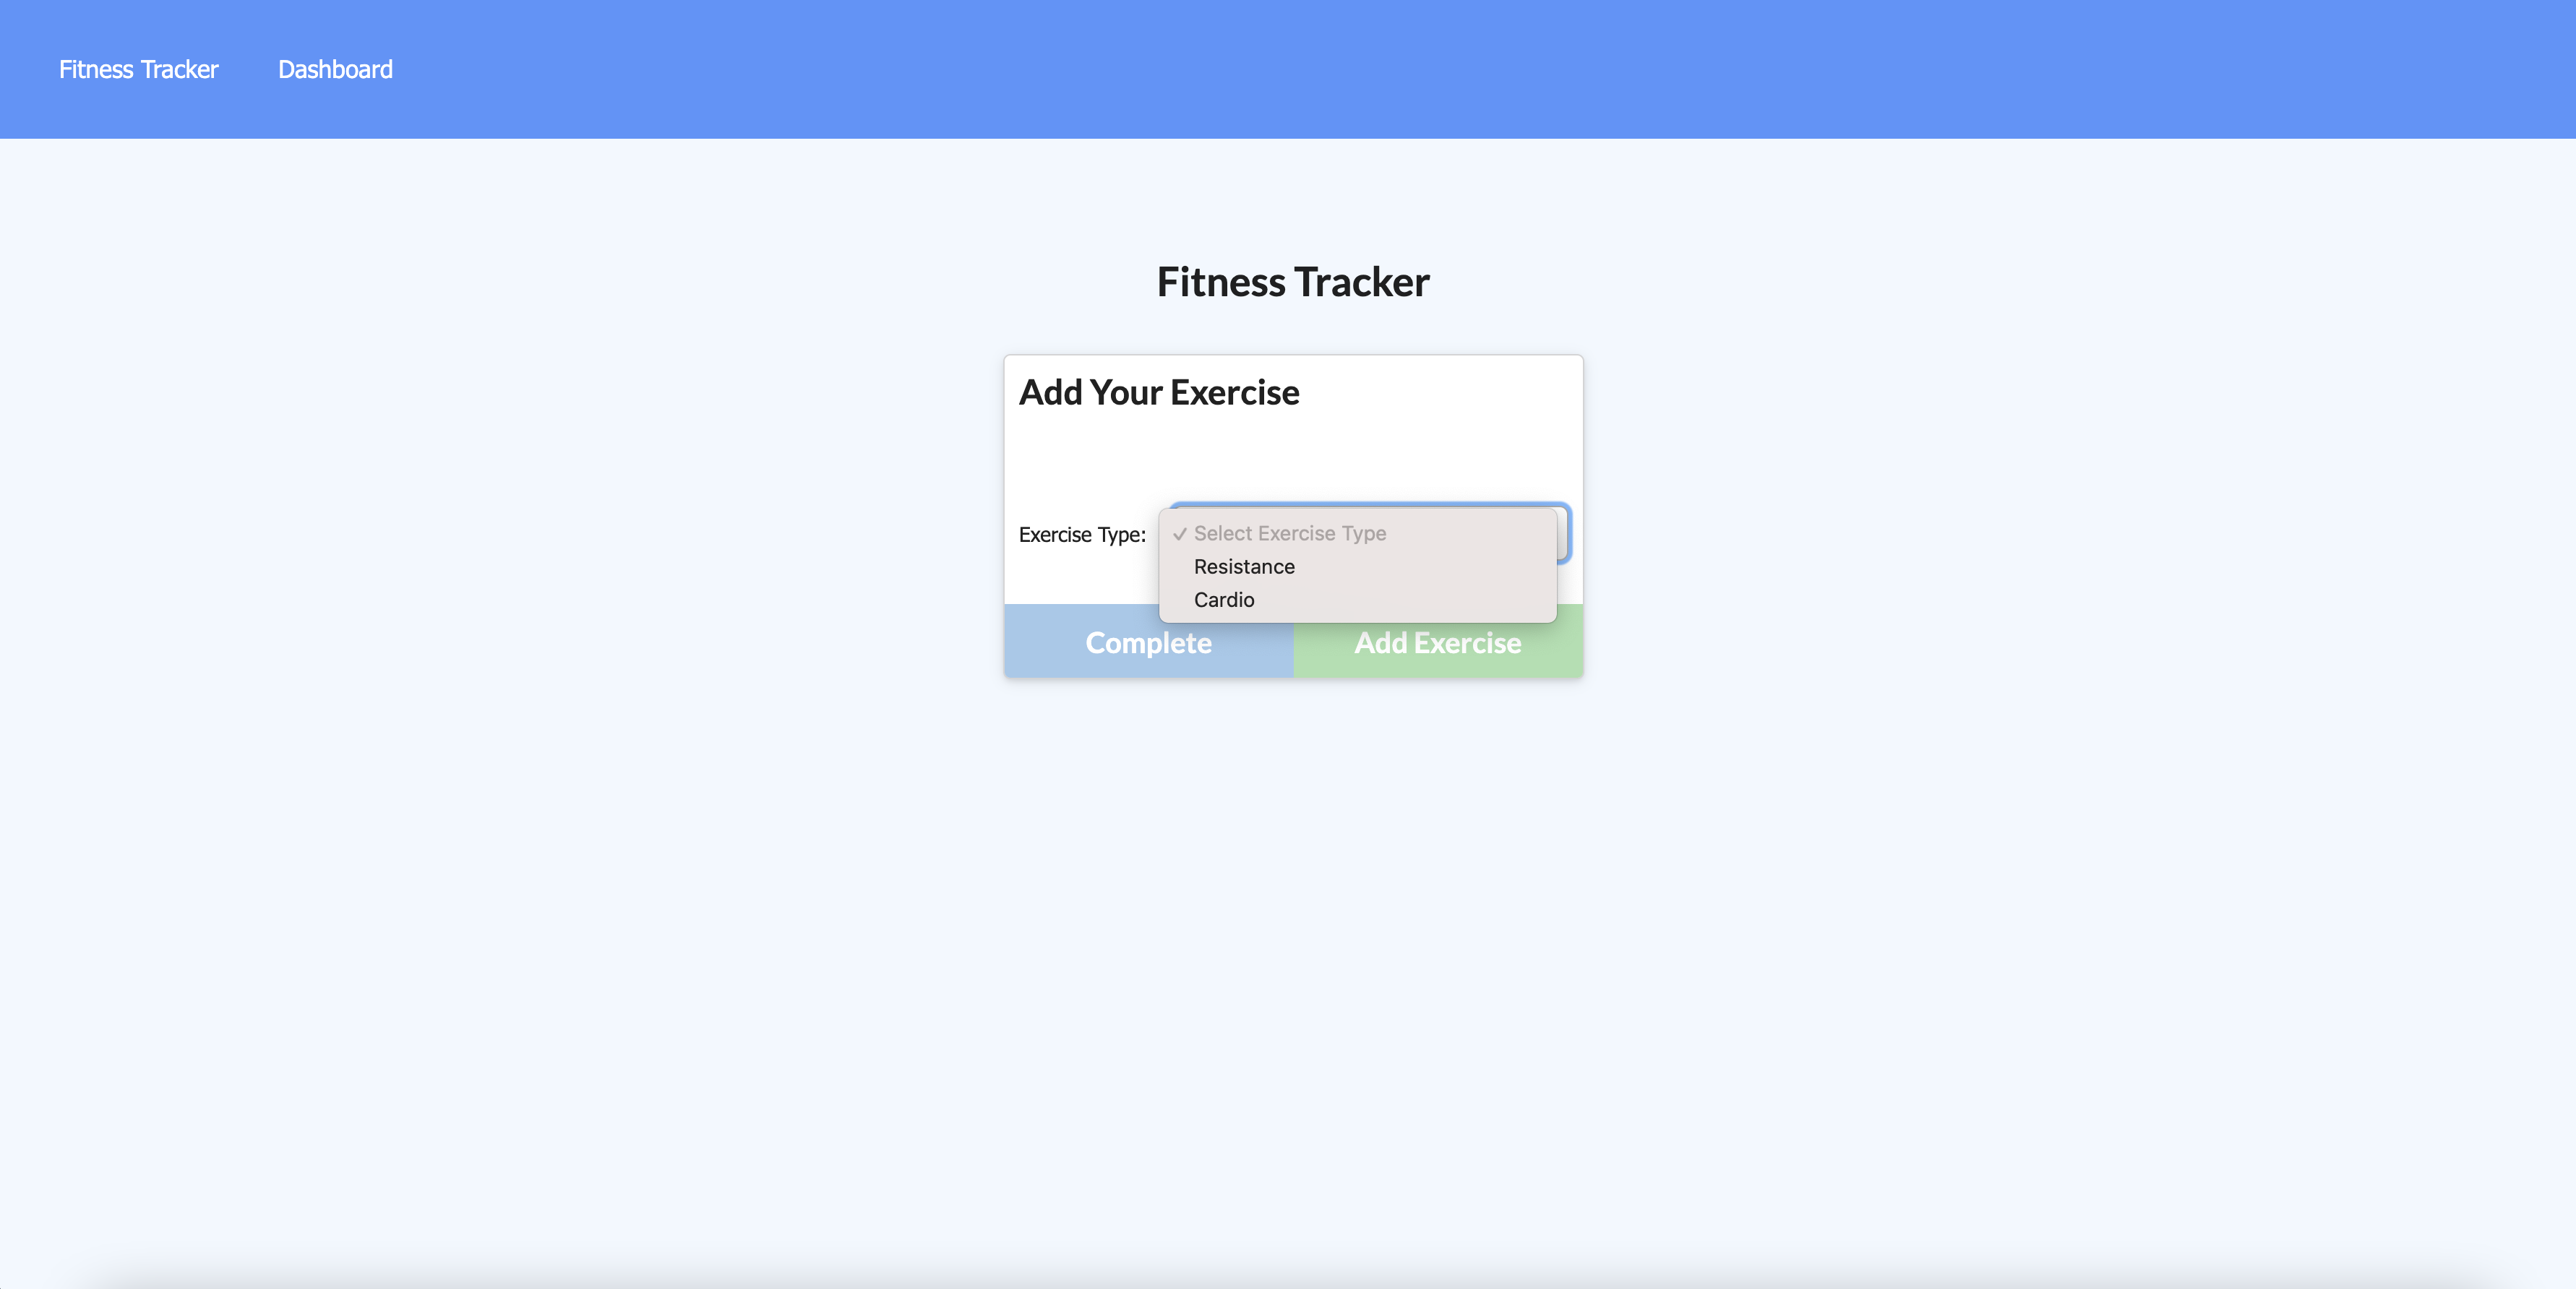 Fitness Tracker Dashboard
Fitness Tracker
Add Your Exercise
Exercise Type:
✓ Select Exercise Type
Resistance
Cardio
Complete
Add Exercise